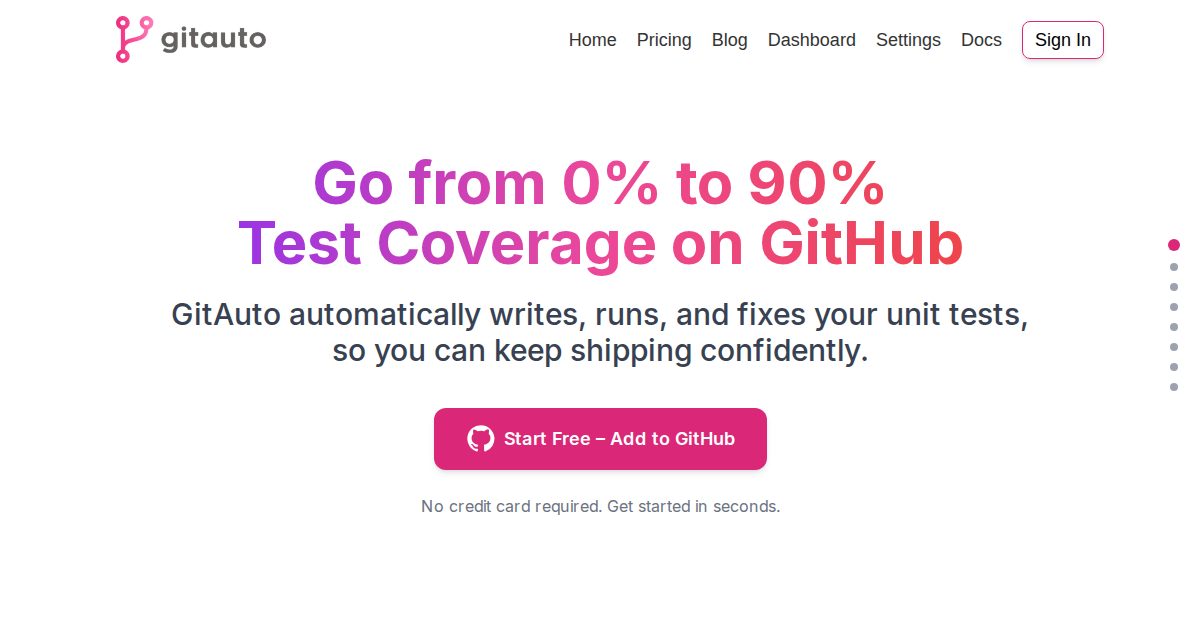 gitauto
Home Pricing Blog Dashboard Settings Docs Sign In
Go from 0% to 90%
Test Coverage on GitHub
GitAuto automatically writes, runs, and fixes your unit tests,
so you can keep shipping confidently.
Start Free – Add to GitHub
No credit card required. Get started in seconds.